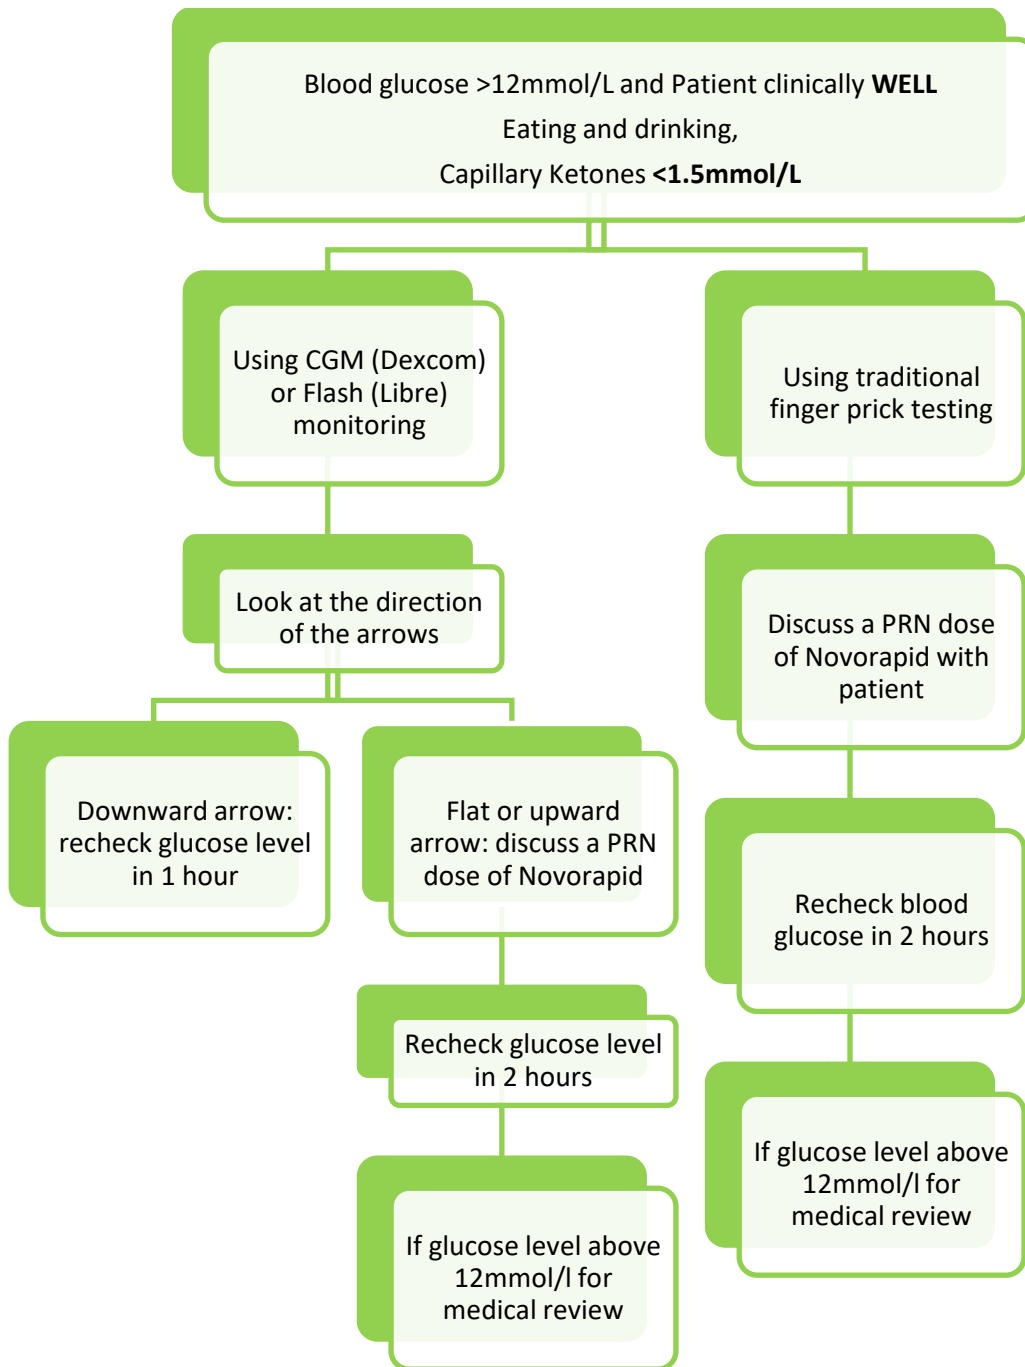 Blood glucose >12mmol/L and Patient clinically WELL
Eating and drinking,
Capillary Ketones <1.5mmol/L
Using CGM (Dexcom)
or Flash (Libre)
monitoring
Look at the direction
of the arrows
Downward arrow:
recheck glucose level
in 1 hour
Flat or upward
arrow: discuss a PRN
dose of Novorapid
Recheck glucose level
in 2 hours
If glucose level above
12mmol/l for
medical review
Using traditional
finger prick testing
Discuss a PRN dose
of Novorapid with
patient
Recheck blood
glucose in 2 hours
If glucose level above
12mmol/l for
medical review